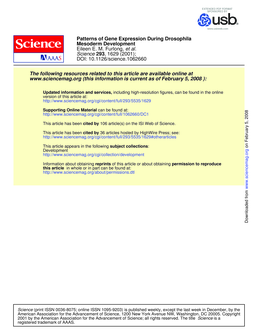 usb.
Science
AAAS
Patterns of Gene Expression During Drosophila
Mesoderm Development
Eileen E. M. Furlong, et al.
Science 293, 1629 (2001);
DOI: 10.1126/science.1062660
The following resources related to this article are available online at
www.sciencemag.org (this information is current as of February 5, 2008 ):
Updated information and services, including high-resolution figures, can be found in the online
version of this article at:
http://www.sciencemag.org/cgi/content/full/293/5535/1629
Supporting Online Material can be found at:
http://www.sciencemag.org/cgi/content/full/1062660/DC1
This article has been cited by 106 article(s) on the ISI Web of Science.
This article has been cited by 36 articles hosted by HighWire Press; see:
http://www.sciencemag.org/cgi/content/full/293/5535/1629#otherarticles
This article appears in the following subject collections:
Development
http://www.sciencemag.org/cgi/collection/development
Information about obtaining reprints of this article or about obtaining permission to reproduce
this article in whole or in part can be found at:
http://www.sciencemag.org/about/permissions.dtl
Downloaded from www.sciencemag.org on February 5, 2008
Science (print ISSN 0036-8075; online ISSN 1095-9203) is published weekly, except the last week in December, by the
American Association for the Advancement of Science, 1200 New York Avenue NW, Washington, DC 20005. Copyright
2001 by the American Association for the Advancement of Science; all rights reserved. The title Science is a
registered trademark of AAAS.